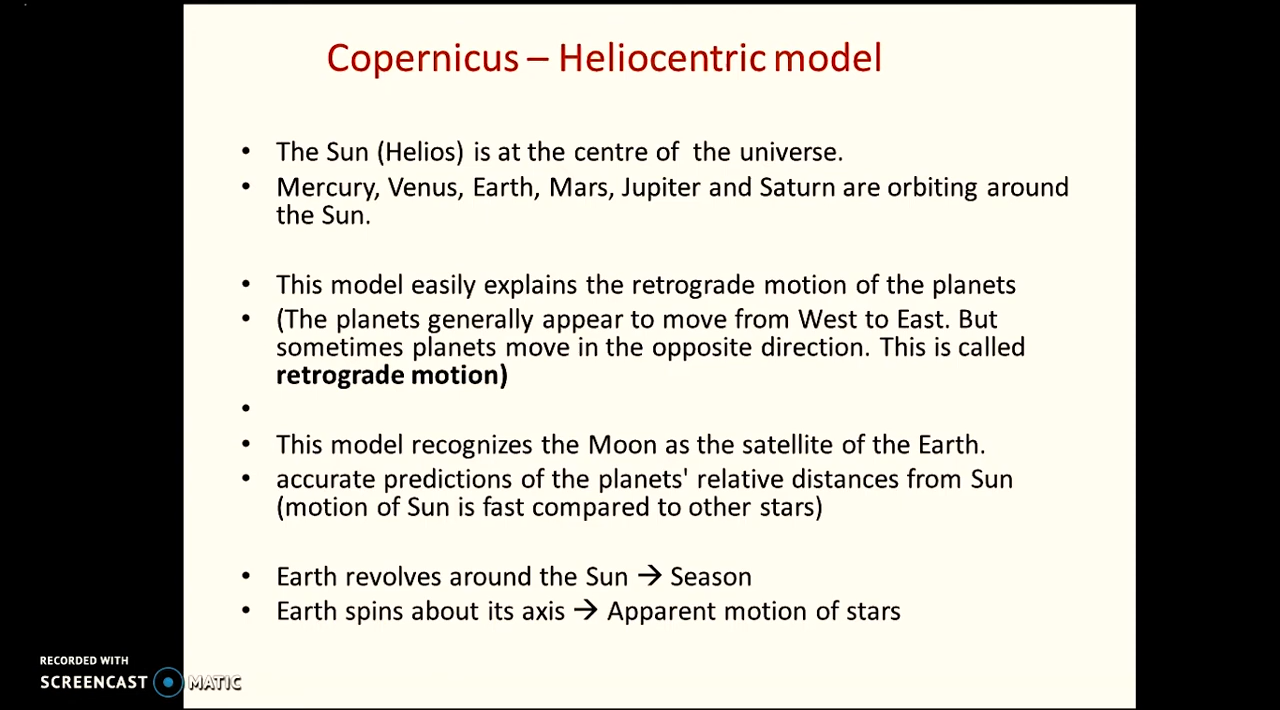 Copernicus – Heliocentric model
• The Sun (Helios) is at the centre of the universe.
• Mercury, Venus, Earth, Mars, Jupiter and Saturn are orbiting around
the Sun.
• This model easily explains the retrograde motion of the planets
• (The planets generally appear to move from West to East. But
sometimes planets move in the opposite direction. This is called
retrograde motion)
•
• This model recognizes the Moon as the satellite of the Earth.
• accurate predictions of the planets' relative distances from Sun
(motion of Sun is fast compared to other stars)
• Earth revolves around the Sun → Season
• Earth spins about its axis → Apparent motion of stars
RECORDED WITH
SCREENCAST MATIC